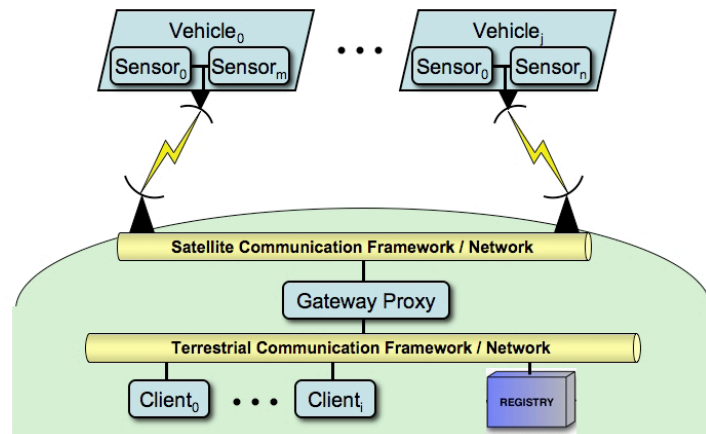 Vehicle₀ • • • Vehicleⱼ
Sensor₀ Sensorₘ Sensor₀ Sensorₙ
Satellite Communication Framework / Network
Gateway Proxy
Terrestrial Communication Framework / Network
Client₀ • • • Clientᵢ REGISTRY